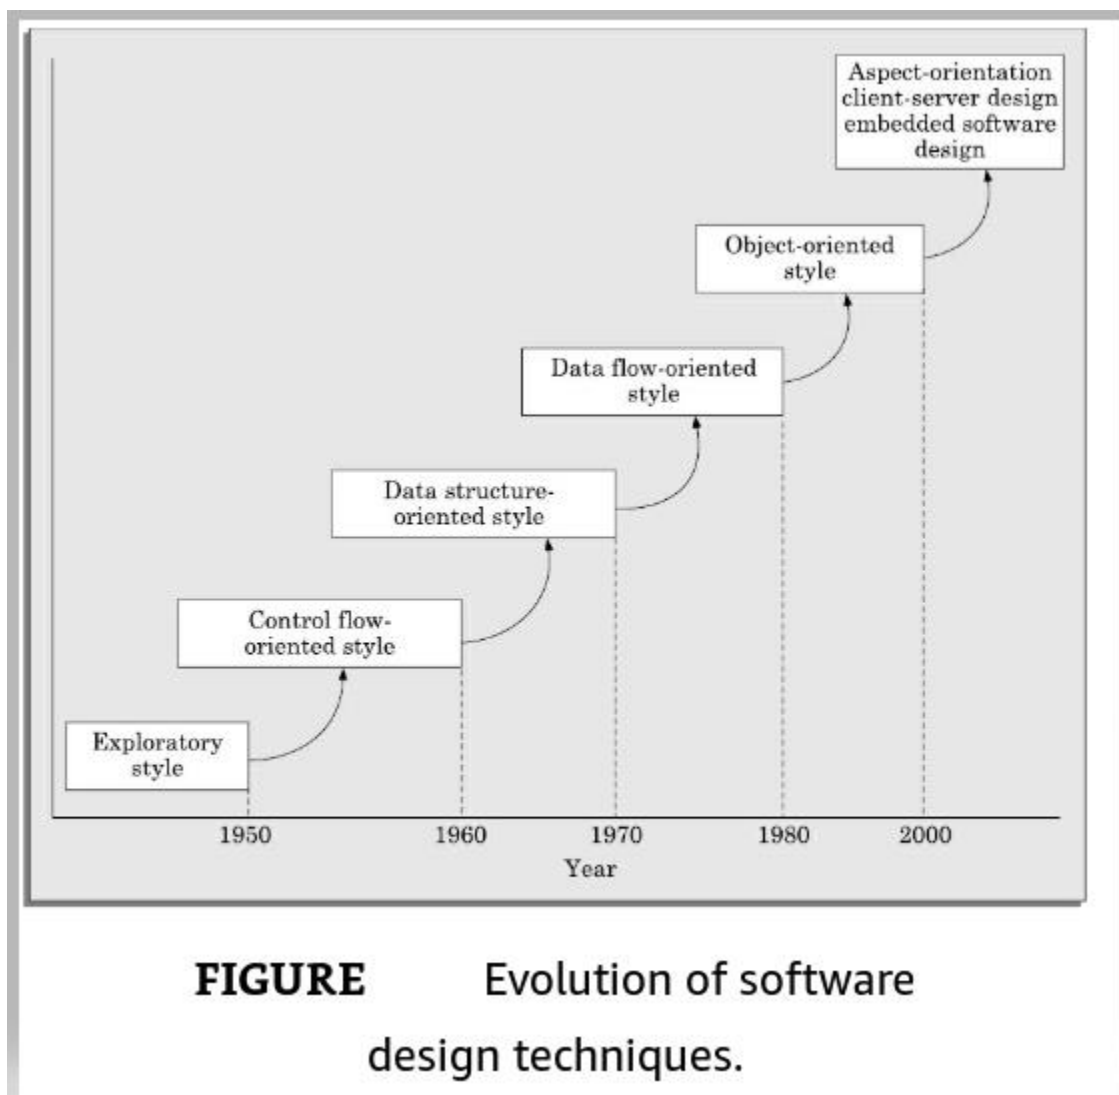 Aspect-orientation
client-server design
embedded software
design
Object-oriented
style
Data flow-oriented
style
Data structure-
oriented style
Control flow-
oriented style
Exploratory
style
1950 1960 1970 1980 2000
Year
FIGURE Evolution of software
design techniques.